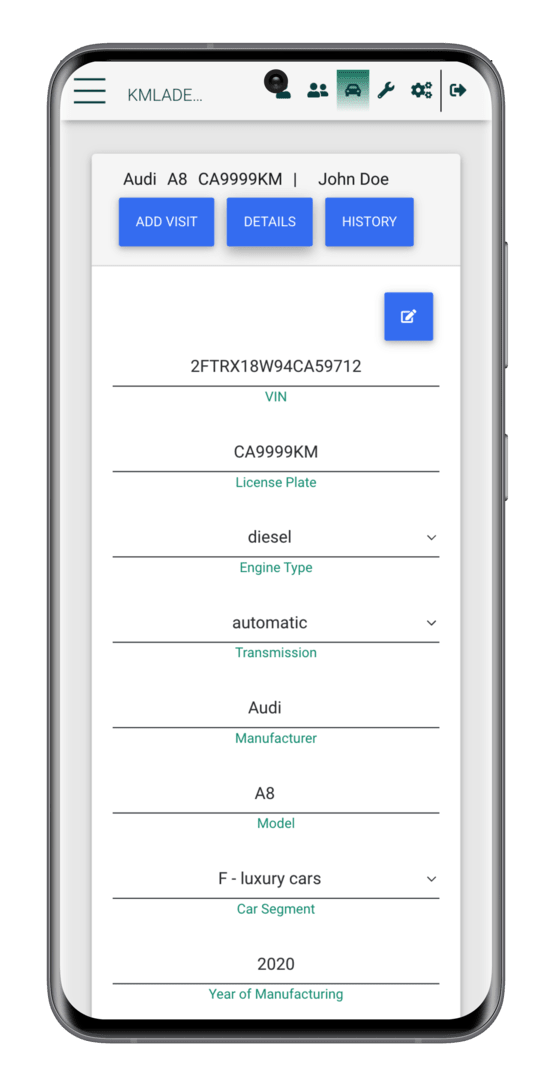 KMLADE...
Audi A8 CA9999KM | John Doe
ADD VISIT DETAILS HISTORY
2FTRX18W94CA59712
VIN
CA9999KM
License Plate
diesel
Engine Type
automatic
Transmission
Audi
Manufacturer
A8
Model
F - luxury cars
Car Segment
2020
Year of Manufacturing